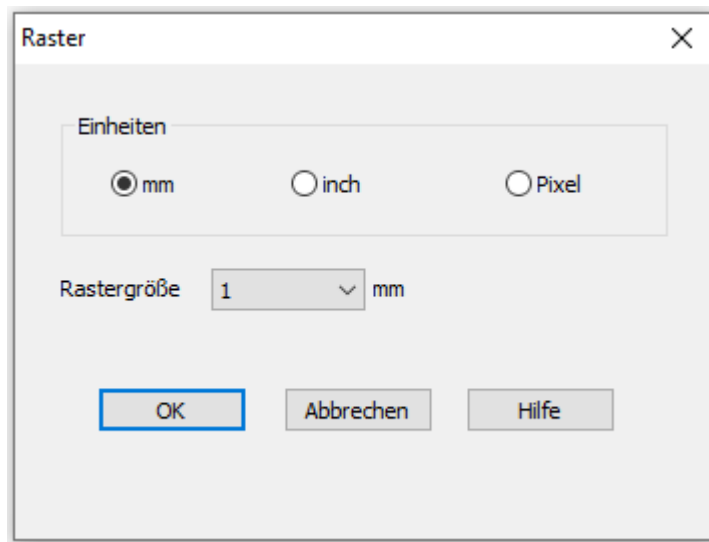 Raster
Einheiten
mm inch Pixel
Rastergröße 1 mm
OK Abbrechen Hilfe